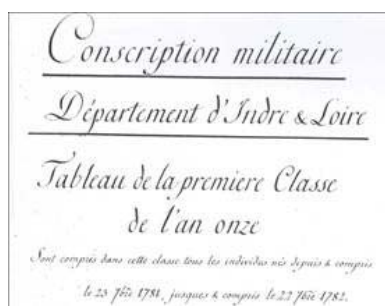 Conscription militaire
Département d'Indre & Loire
Tableau de la premiere Classe
de l'an onze
Sont compris dans cette classe tous les individus nés depuis & compris
le 23 7bre 1781, jusques & compris le 22 7bre 1782.